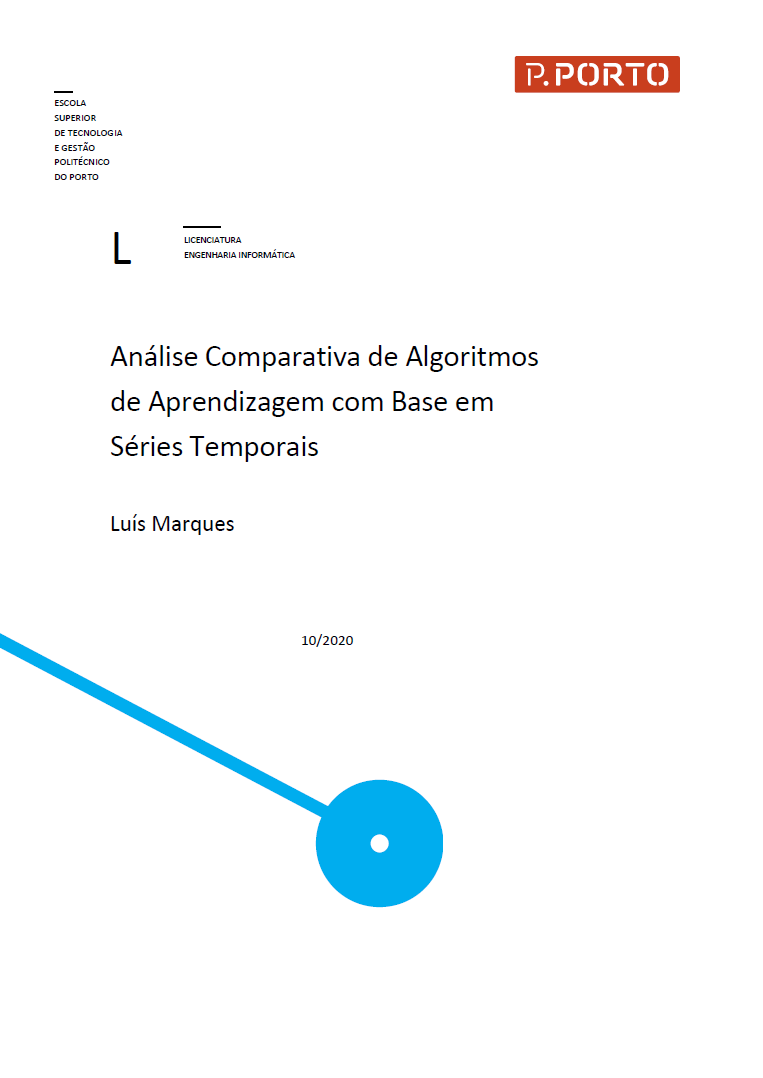 P.PORTO
ESCOLA
SUPERIOR
DE TECNOLOGIA
E GESTÃO
POLITÉCNICO
DO PORTO
L
LICENCIATURA
ENGENHARIA INFORMÁTICA
Análise Comparativa de Algoritmos
de Aprendizagem com Base em
Séries Temporais
Luís Marques
10/2020